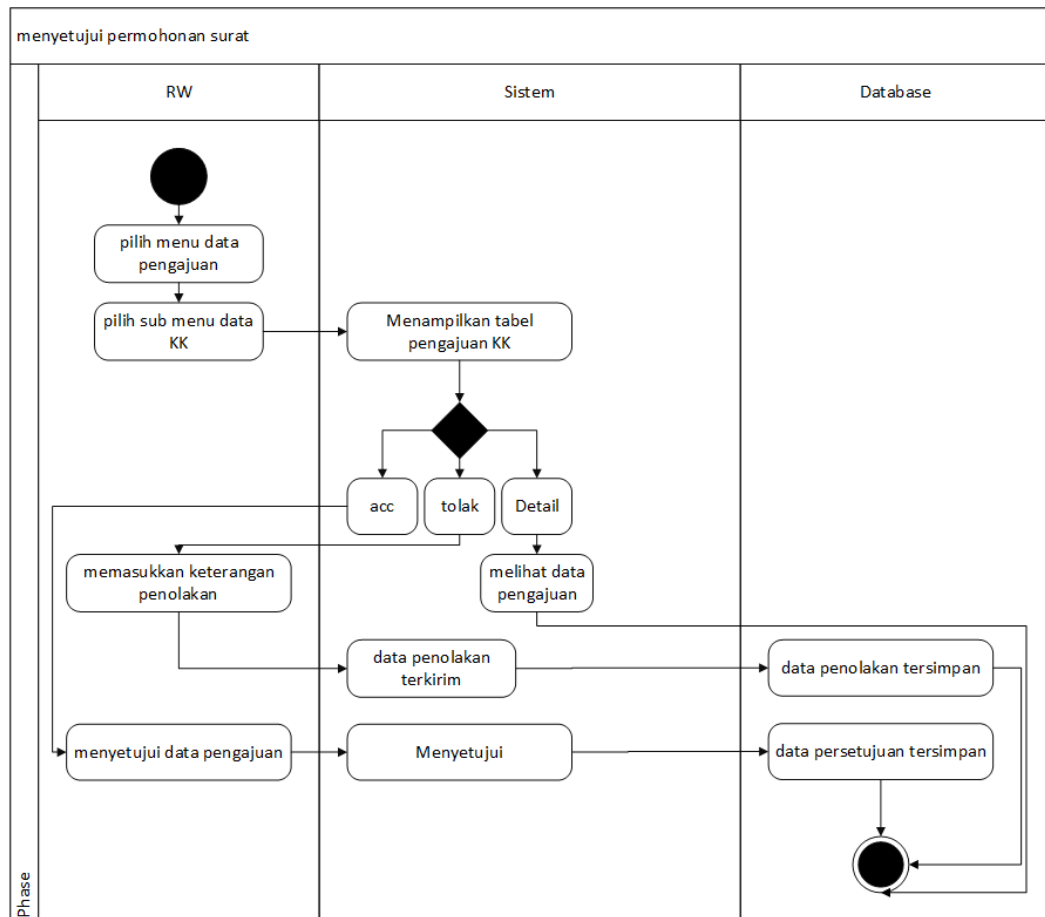 menyetujui permohonan surat
RW
Sistem
Database
pilih menu data
pengajuan
pilih sub menu data
KK
Menampilkan tabel
pengajuan KK
acc
tolak
Detail
memasukkan keterangan
penolakan
melihat data
pengajuan
data penolakan
terkirim
data penolakan tersimpan
menyetujui data pengajuan
Menyetujui
data persetujuan tersimpan
Phase